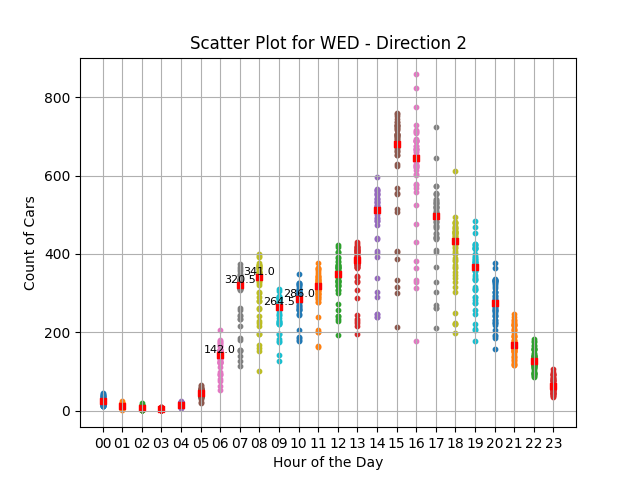 Scatter Plot for WED - Direction 2
Count of Cars
800
600
400
200
0
341.0
320.5
286.0
264.5
142.0
00 01 02 03 04 05 06 07 08 09 10 11 12 13 14 15 16 17 18 19 20 21 22 23
Hour of the Day